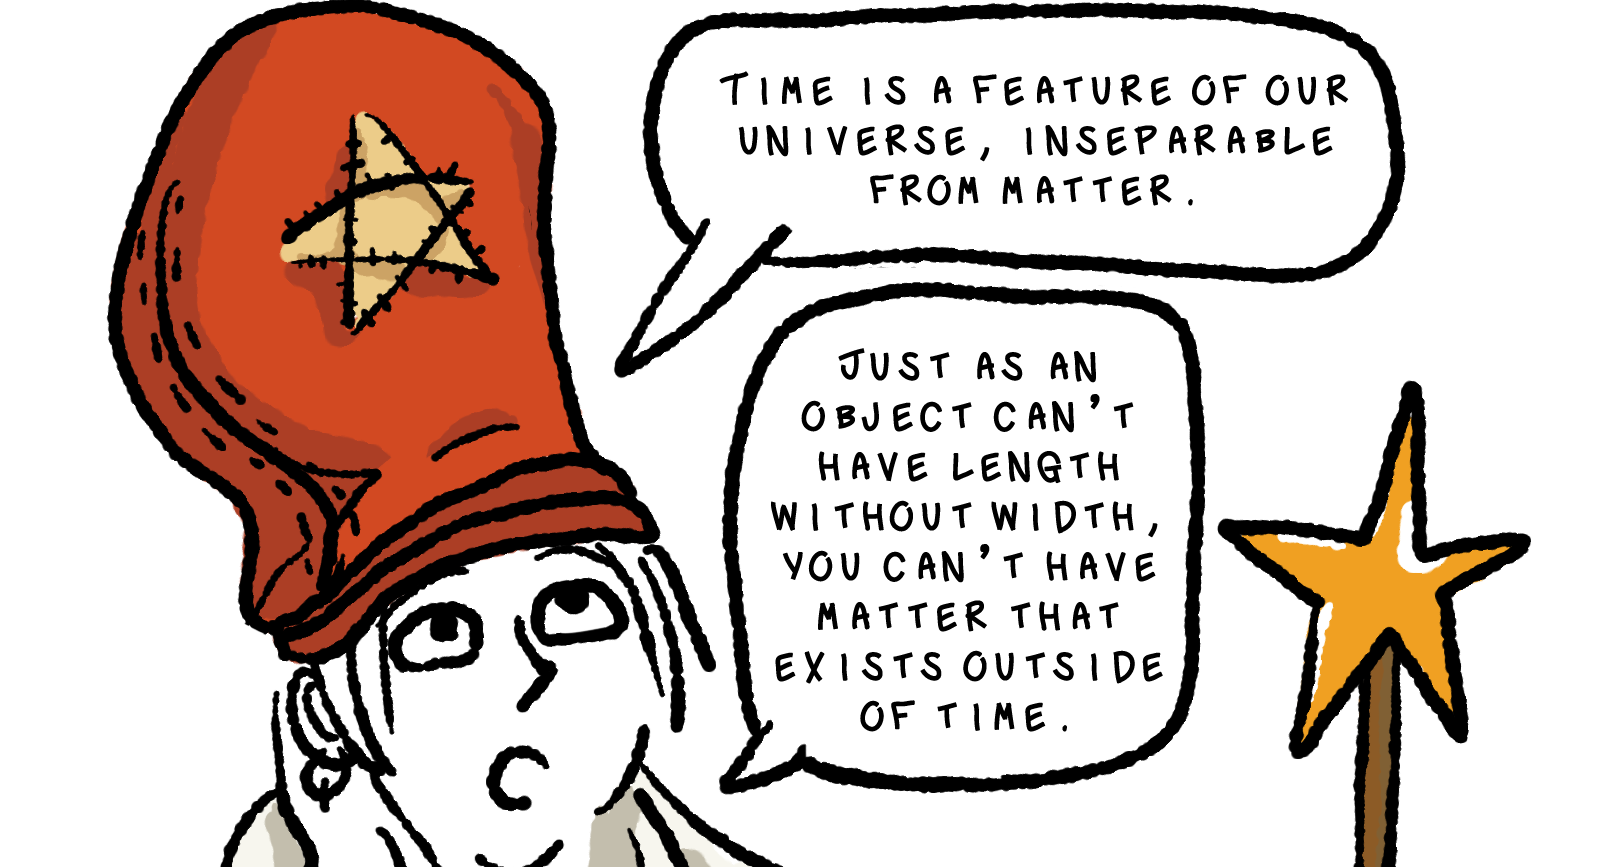 TIME IS A FEATURE OF OUR
UNIVERSE, INSEPARABLE
FROM MATTER.
JUST AS AN
OBJECT CAN'T
HAVE LENGTH
WITHOUT WIDTH,
YOU CAN'T HAVE
MATTER THAT
EXISTS OUTSIDE
OF TIME.